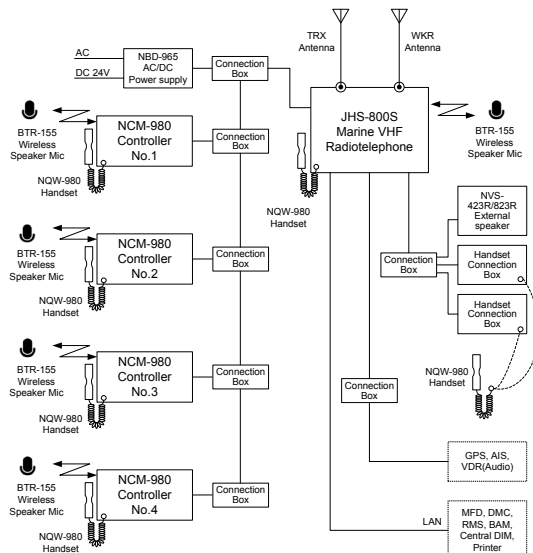 TRX
Antenna
WKR
Antenna
AC
DC 24V
NBD-965
AC/DC
Power supply
Connection
Box
JHS-800S
Marine VHF
Radiotelephone
BTR-155
Wireless
Speaker Mic
NQW-980
Handset
BTR-155
Wireless
Speaker Mic
NCM-980
Controller
No.1
Connection
Box
NQW-980
Handset
BTR-155
Wireless
Speaker Mic
NCM-980
Controller
No.2
Connection
Box
NQW-980
Handset
BTR-155
Wireless
Speaker Mic
NCM-980
Controller
No.3
Connection
Box
NQW-980
Handset
BTR-155
Wireless
Speaker Mic
NCM-980
Controller
No.4
Connection
Box
NQW-980
Handset
Connection
Box
NVS-
423R/823R
External
speaker
Handset
Connection
Box
Handset
Connection
Box
NQW-980
Handset
Connection
Box
GPS, AIS,
VDR(Audio)
LAN
MFD, DMC,
RMS, BAM,
Central DIM,
Printer